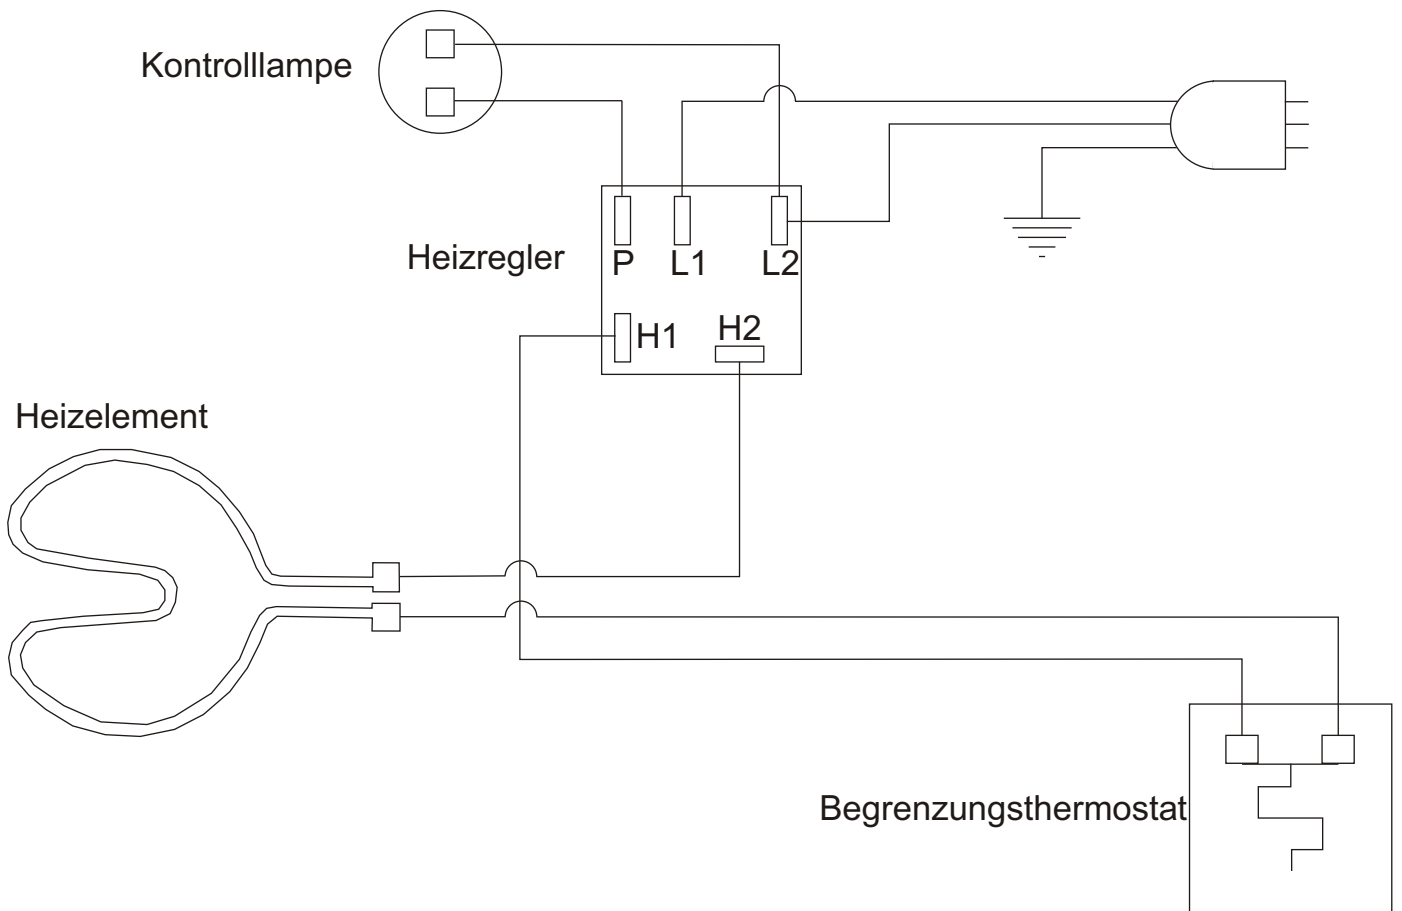 Kontrolllampe
Heizregler
P L1 L2
H1 H2
Heizelement
Begrenzungsthermostat